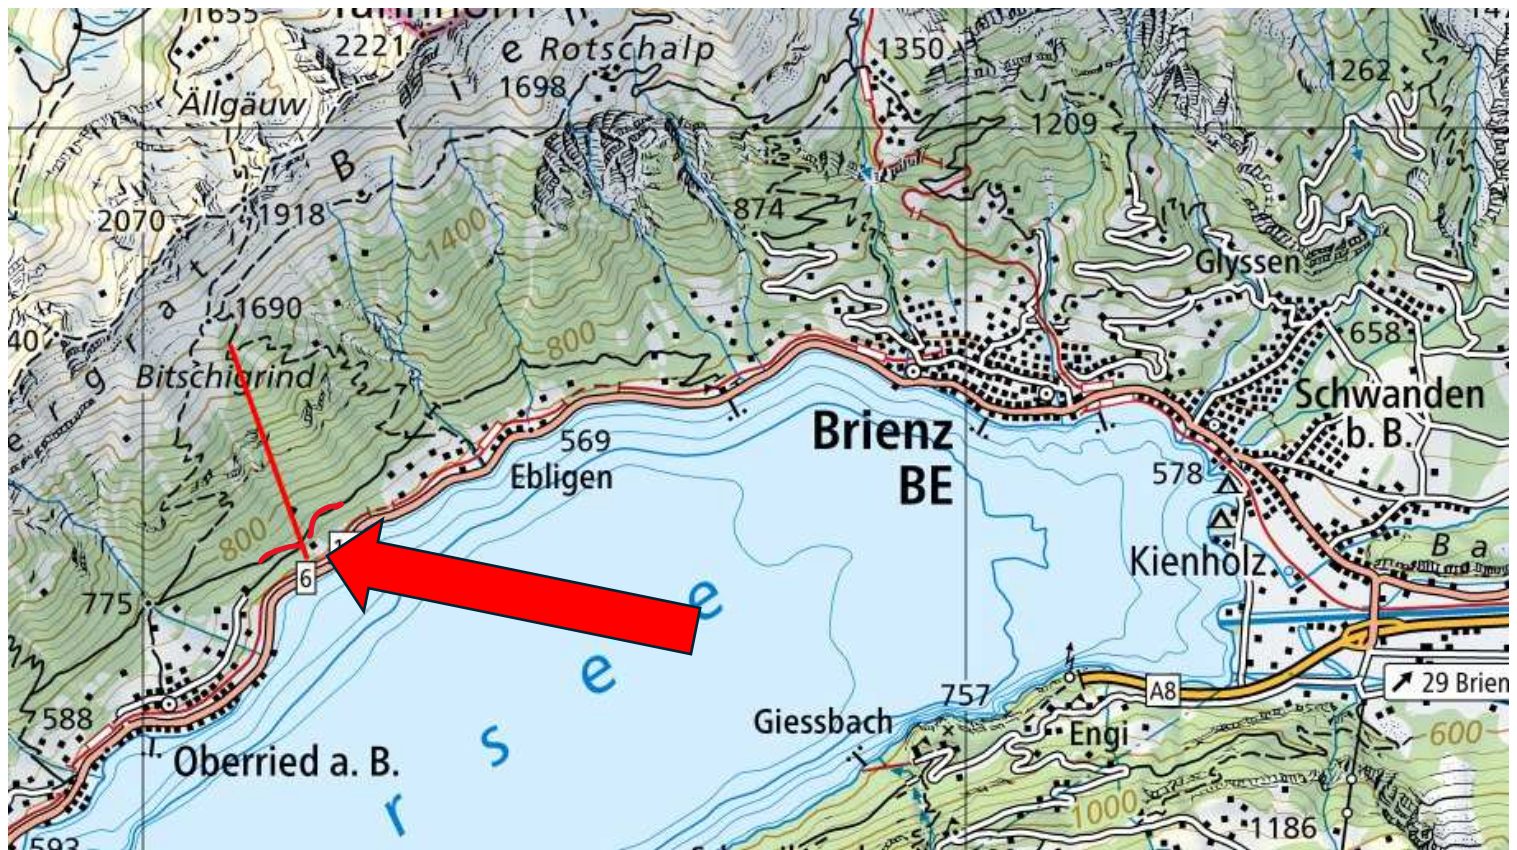 1655
2221
e Rotschalp
1350
1698
1262
Ällgäuw
i
1209
r
B
2070
1918
874
1400
t
Glyssen
a
1690
r
800
658
40
g
Bitschigrind
Schwanden
b. B.
r
e
Brienz
BE
569
Ebligen
578
800
Kienholz
B a
6
775
e
e
29 Brien
A8
757
588
Giessbach
Engi
600
s
Oberried a. B.
r
1000
1186
593